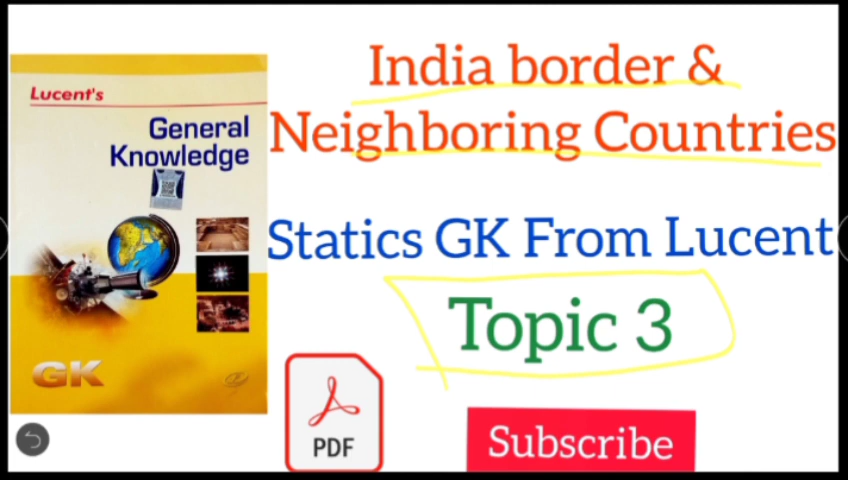 Lucent's
General
Knowledge
GK
India border &
Neighboring Countries
Statics GK From Lucent
Topic 3
PDF
Subscribe